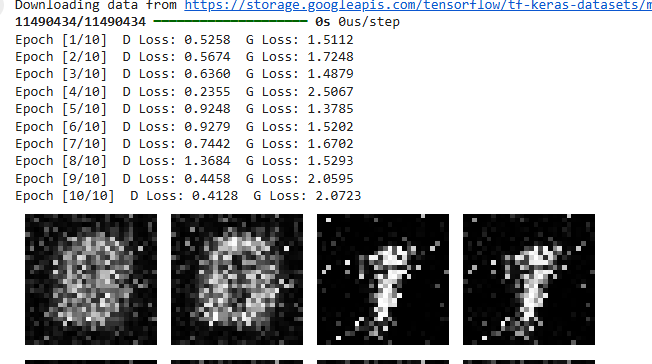 Downloading data from https://storage.googleapis.com/tensorflow/tf-keras-datasets/m
11490434/11490434 ━━━━━━━━━━━━━━━━━━━━ 0s 0us/step
Epoch [1/10]  D Loss: 0.5258  G Loss: 1.5112
Epoch [2/10]  D Loss: 0.5674  G Loss: 1.7248
Epoch [3/10]  D Loss: 0.6360  G Loss: 1.4879
Epoch [4/10]  D Loss: 0.2355  G Loss: 2.5067
Epoch [5/10]  D Loss: 0.9248  G Loss: 1.3785
Epoch [6/10]  D Loss: 0.9279  G Loss: 1.5202
Epoch [7/10]  D Loss: 0.7442  G Loss: 1.6702
Epoch [8/10]  D Loss: 1.3684  G Loss: 1.5293
Epoch [9/10]  D Loss: 0.4458  G Loss: 2.0595
Epoch [10/10]  D Loss: 0.4128  G Loss: 2.0723